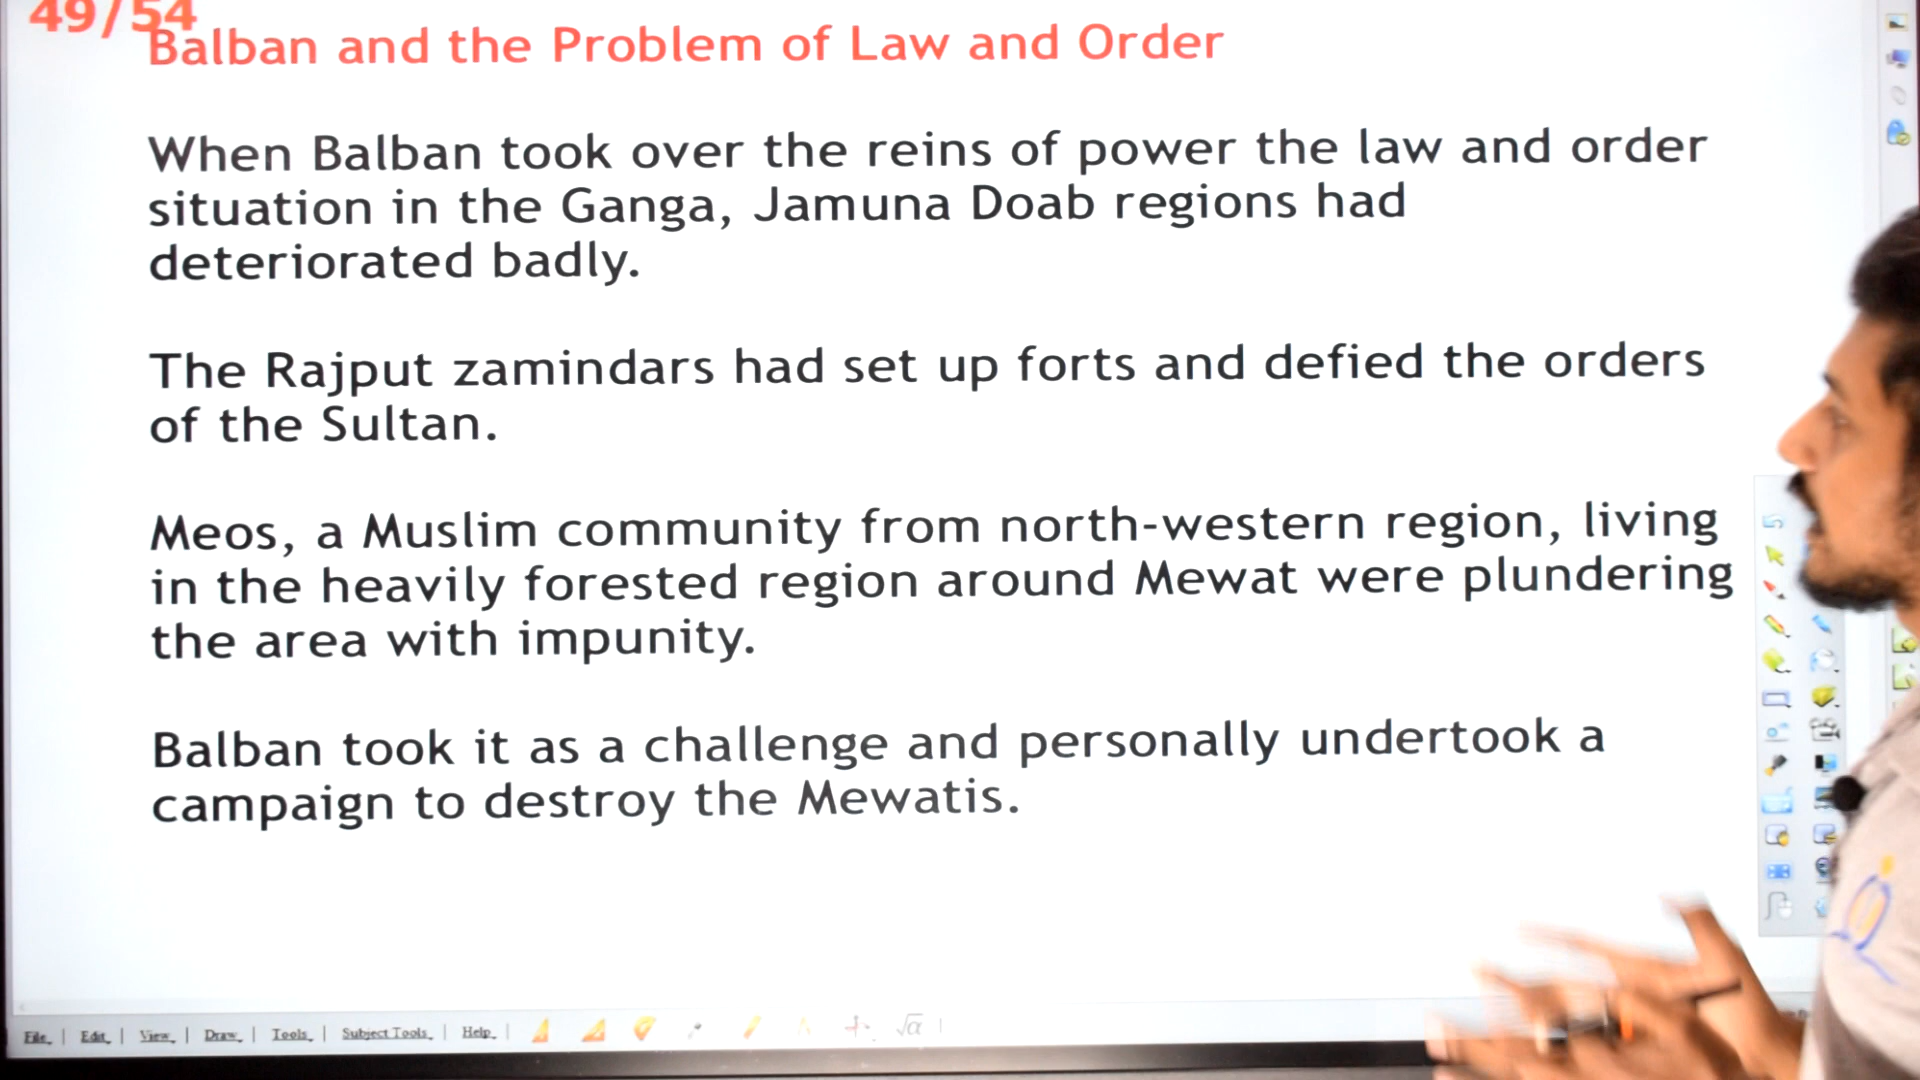 49/54
Balban and the Problem of Law and Order
When Balban took over the reins of power the law and order
situation in the Ganga, Jamuna Doab regions had
deteriorated badly.
The Rajput zamindars had set up forts and defied the orders
of the Sultan.
Meos, a Muslim community from north-western region, living
in the heavily forested region around Mewat were plundering
the area with impunity.
Balban took it as a challenge and personally undertook a
campaign to destroy the Mewatis.
File | Edit | View | Draw | Tools | Subject Tools | Help | √α |